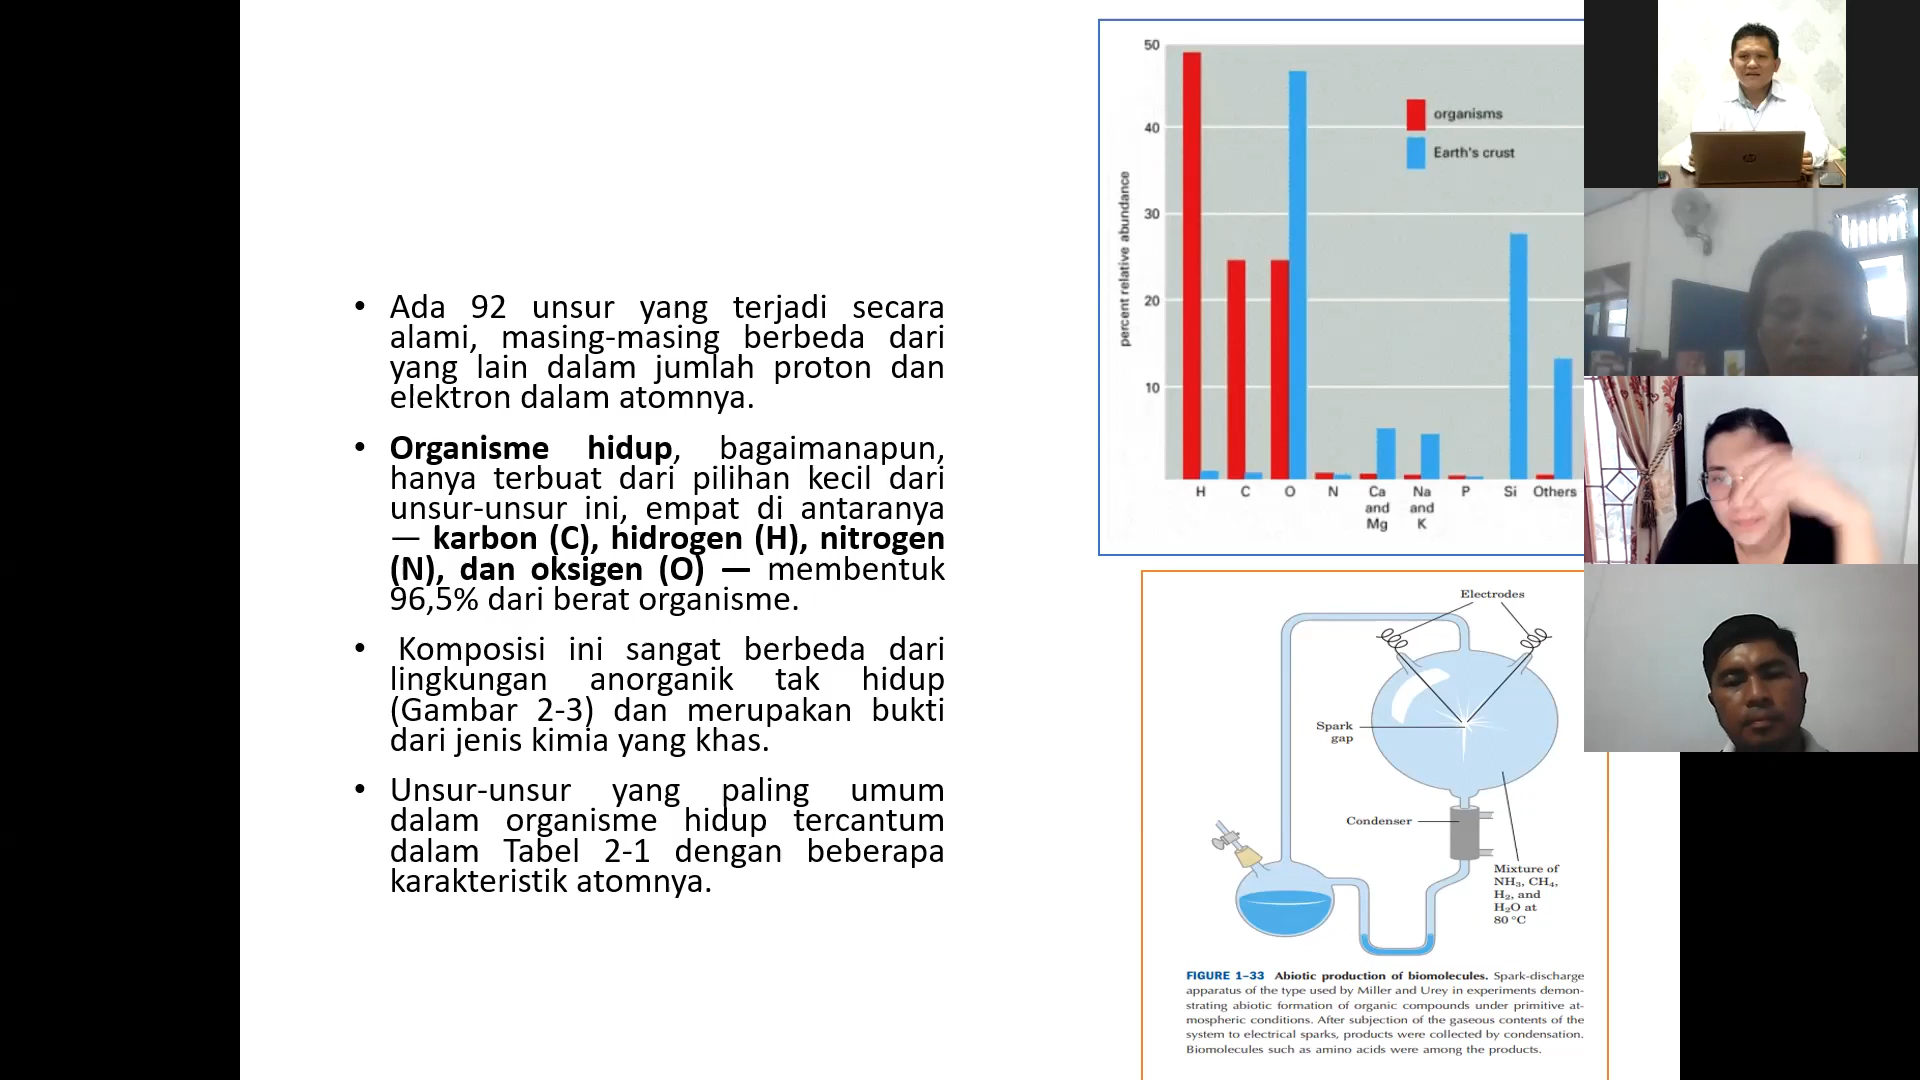 • Ada 92 unsur yang terjadi secara
alami, masing-masing berbeda dari
yang lain dalam jumlah proton dan
elektron dalam atomnya.
• Organisme hidup, bagaimanapun,
hanya terbuat dari pilihan kecil dari
unsur-unsur ini, empat di antaranya
— karbon (C), hidrogen (H), nitrogen
(N), dan oksigen (O) — membentuk
96,5% dari berat organisme.
• Komposisi ini sangat berbeda dari
lingkungan anorganik tak hidup
(Gambar 2-3) dan merupakan bukti
dari jenis kimia yang khas.
• Unsur-unsur yang paling umum
dalam organisme hidup tercantum
dalam Tabel 2-1 dengan beberapa
karakteristik atomnya.
percent relative abundance
50
40
30
20
10
organisms
Earth's crust
H C O N Ca and Mg Na and K P Si Others
Electrodes
Spark
gap
Condenser
Mixture of
NH₃, CH₄,
H₂, and
H₂O at
80 °C
FIGURE 1–33 Abiotic production of biomolecules. Spark-discharge
apparatus of the type used by Miller and Urey in experiments demon-
strating abiotic formation of organic compounds under primitive at-
mospheric conditions. After subjection of the gaseous contents of the
system to electrical sparks, products were collected by condensation.
Biomolecules such as amino acids were among the products.
hp